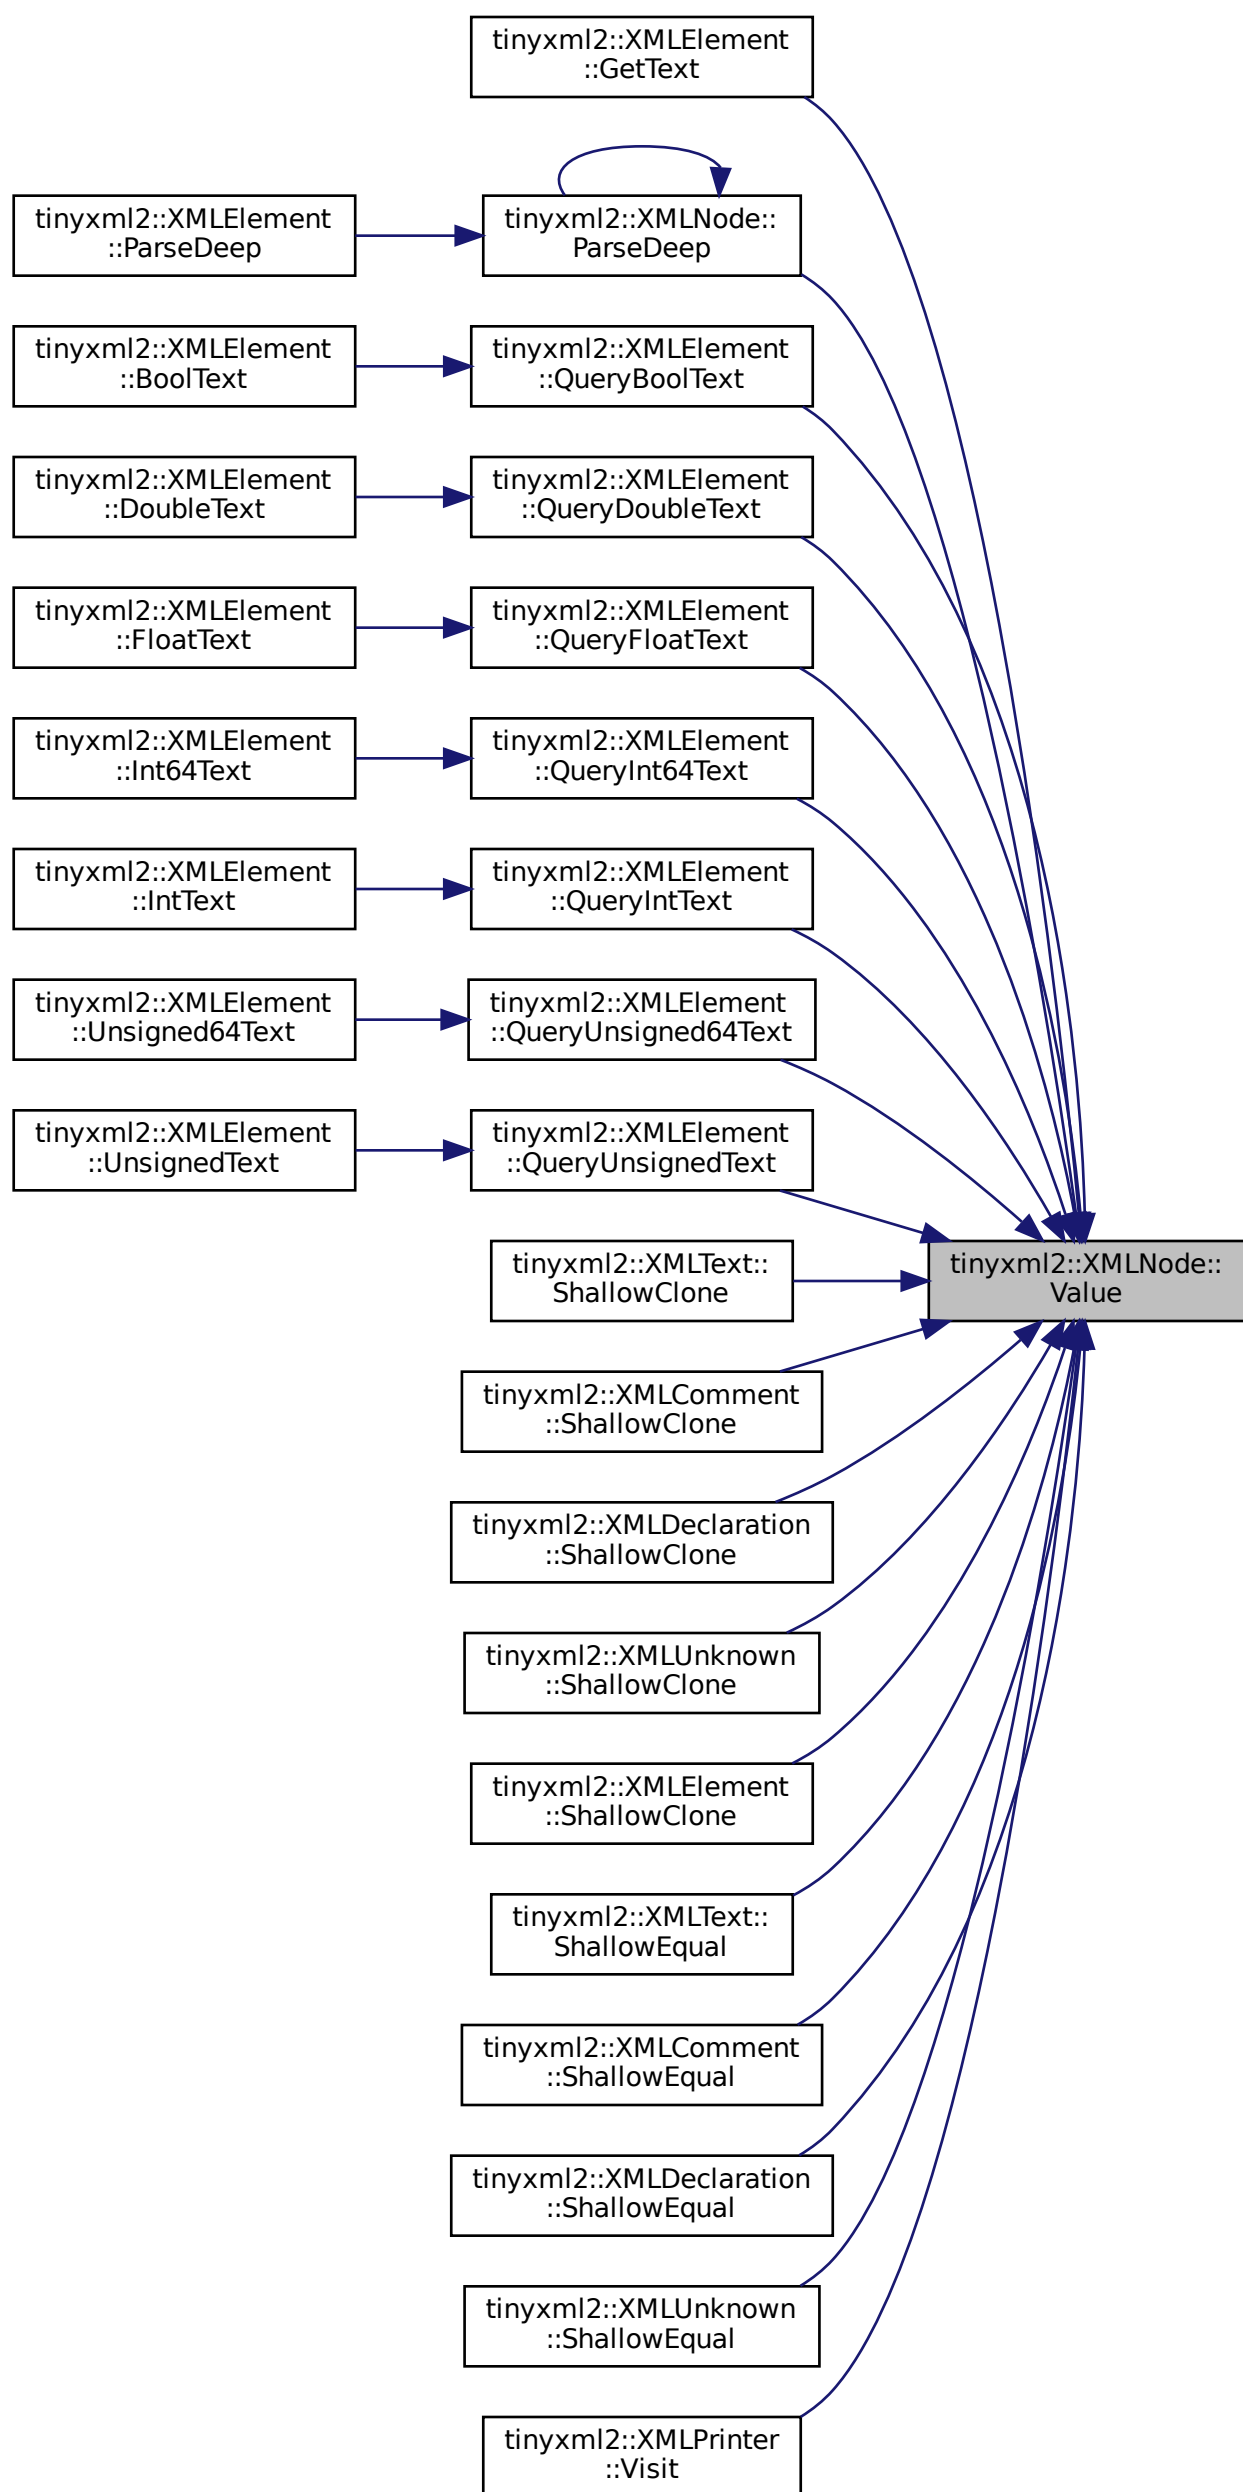 tinyxml2::XMLElement
::GetText
tinyxml2::XMLElement
::ParseDeep
tinyxml2::XMLNode::
ParseDeep
tinyxml2::XMLElement
::BoolText
tinyxml2::XMLElement
::QueryBoolText
tinyxml2::XMLElement
::DoubleText
tinyxml2::XMLElement
::QueryDoubleText
tinyxml2::XMLElement
::FloatText
tinyxml2::XMLElement
::QueryFloatText
tinyxml2::XMLElement
::Int64Text
tinyxml2::XMLElement
::QueryInt64Text
tinyxml2::XMLElement
::IntText
tinyxml2::XMLElement
::QueryIntText
tinyxml2::XMLElement
::Unsigned64Text
tinyxml2::XMLElement
::QueryUnsigned64Text
tinyxml2::XMLElement
::UnsignedText
tinyxml2::XMLElement
::QueryUnsignedText
tinyxml2::XMLText::
ShallowClone
tinyxml2::XMLNode::
Value
tinyxml2::XMLComment
::ShallowClone
tinyxml2::XMLDeclaration
::ShallowClone
tinyxml2::XMLUnknown
::ShallowClone
tinyxml2::XMLElement
::ShallowClone
tinyxml2::XMLText::
ShallowEqual
tinyxml2::XMLComment
::ShallowEqual
tinyxml2::XMLDeclaration
::ShallowEqual
tinyxml2::XMLUnknown
::ShallowEqual
tinyxml2::XMLPrinter
::Visit